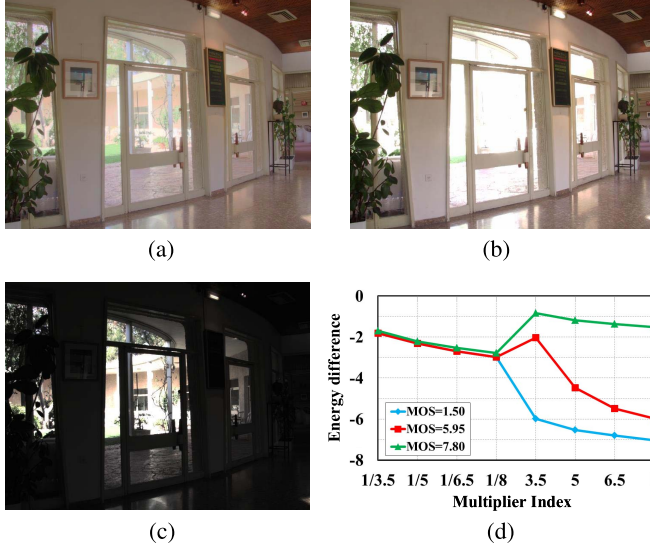 (a)
(b)
(c)
(d)
0
-2
-4
-6
-8
Energy difference
MOS=1.50
MOS=5.95
MOS=7.80
1/3.5 1/5 1/6.5 1/8 3.5 5 6.5
Multiplier Index